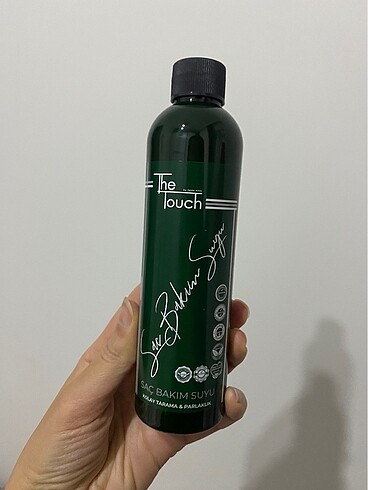 The
Touch
Saç Bakım Suyu
SAÇ BAKIM SUYU
KOLAY TARAMA & PARLAKLIK